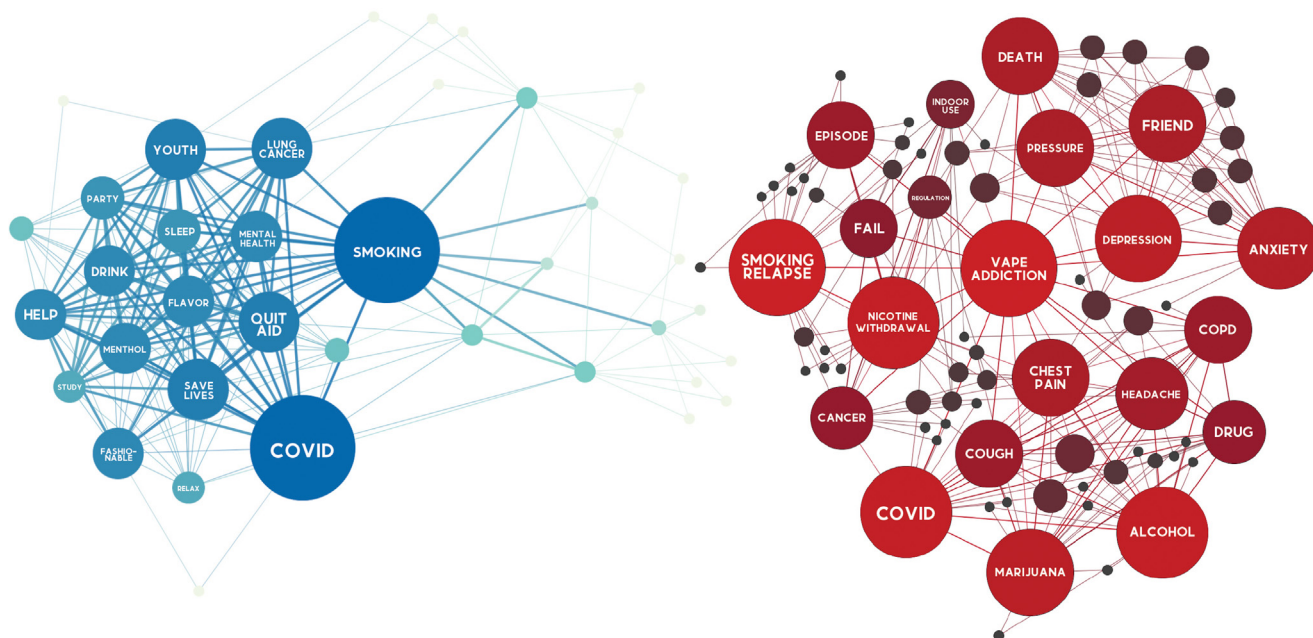 YOUTH
LUNG
CANCER
PARTY
SLEEP
MENTAL
HEALTH
SMOKING
DRINK
FLAVOR
HELP
QUIT
AID
MENTHOL
STUDY
SAVE
LIVES
FASHIO-
NABLE
COVID
RELAX
DEATH
INDOOR
USE
EPISODE
FRIEND
PRESSURE
REGULATION
FAIL
DEPRESSION
ANXIETY
SMOKING
RELAPSE
VAPE
ADDICTION
NICOTINE
WITHDRAWAL
COPD
CHEST
PAIN
HEADACHE
CANCER
DRUG
COUGH
COVID
ALCOHOL
MARIJUANA